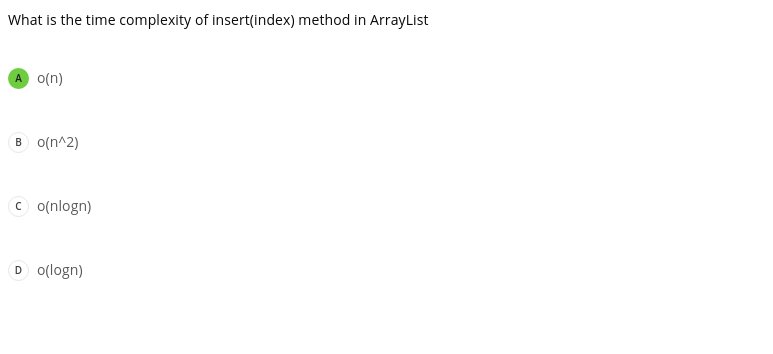 What is the time complexity of insert(index) method in ArrayList
A o(n)
B o(n^2)
C o(nlogn)
D o(logn)